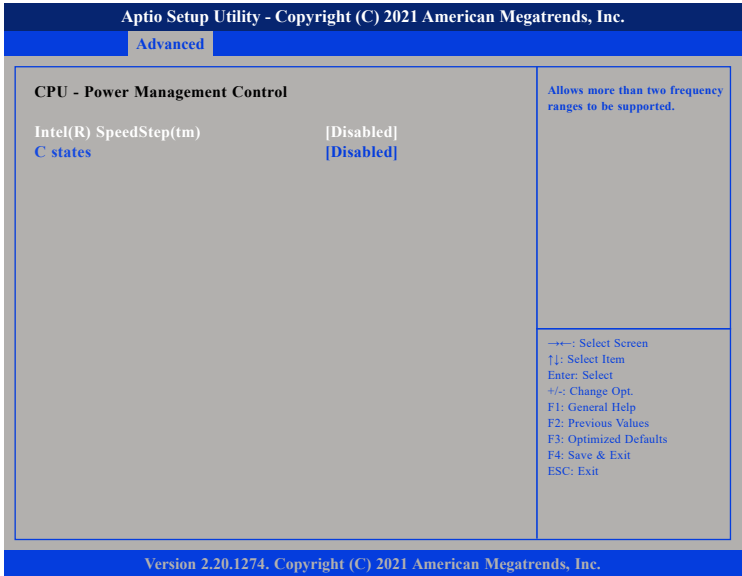 Aptio Setup Utility - Copyright (C) 2021 American Megatrends, Inc.
Advanced
CPU - Power Management Control
Intel(R) SpeedStep(tm) [Disabled]
C states [Disabled]
Allows more than two frequency
ranges to be supported.
→←: Select Screen
↑↓: Select Item
Enter: Select
+/-: Change Opt.
F1: General Help
F2: Previous Values
F3: Optimized Defaults
F4: Save & Exit
ESC: Exit
Version 2.20.1274. Copyright (C) 2021 American Megatrends, Inc.